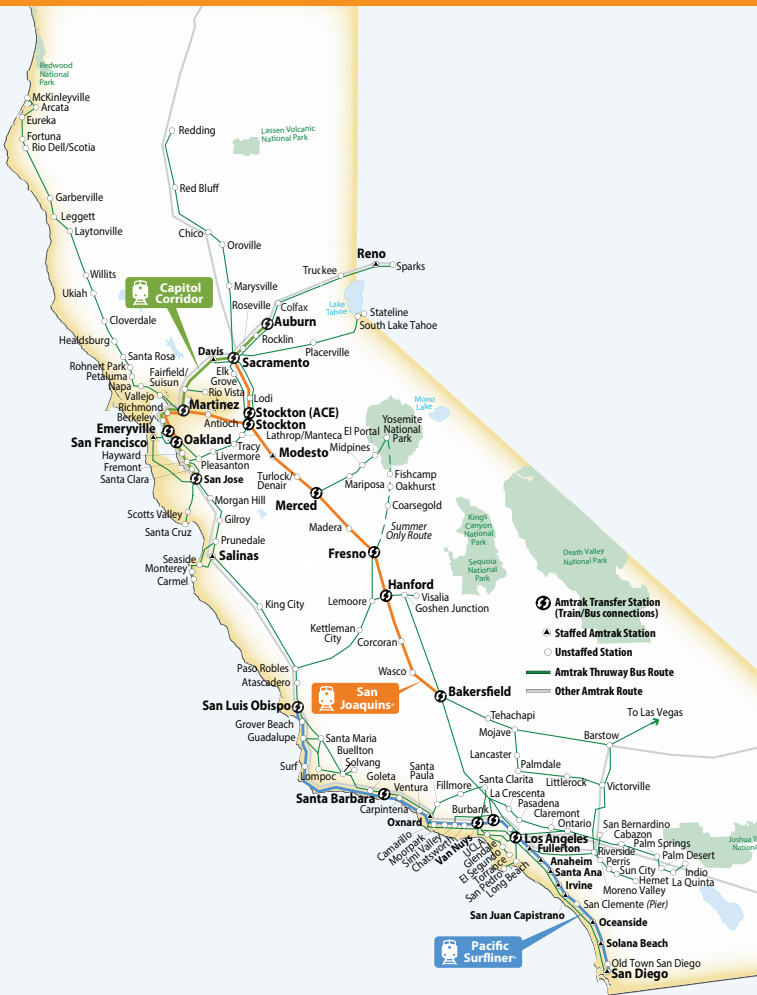 Redwood
National
Park
McKinleyville
Arcata
Eureka
Fortuna
Rio Dell/Scotia
Redding
Lassen Volcanic
National Park
Garberville
Red Bluff
Leggett
Laytonville
Chico
Oroville
Reno
Truckee
Sparks
Willits
Ukiah
Marysville
Capitol
Corridor
Roseville
Colfax
Lake
Tahoe
Stateline
South Lake Tahoe
Cloverdale
Auburn
Rocklin
Healdsburg
Placerville
Davis
Sacramento
Santa Rosa
Rohnert Park
Petaluma
Napa
Fairfield/
Suisun
Elk
Grove
Rio Vista
Vallejo
Richmond
Berkeley
Martinez
Lodi
Stockton (ACE)
Antioch
Stockton
Mono
Lake
Emeryville
San Francisco
Oakland
Lathrop/Manteca
El Portal
Yosemite
National
Park
Tracy
Livermore
Pleasanton
Modesto
Midpines
Hayward
Fremont
Santa Clara
San Jose
Turlock/
Denair
Mariposa
Fishcamp
Oakhurst
Morgan Hill
Merced
Coarsegold
Scotts Valley
Gilroy
Santa Cruz
Madera
Summer
Only Route
Kings
Canyon
National
Park
Prunedale
Seaside
Salinas
Fresno
Sequoia
National
Park
Death Valley
National Park
Monterey
Carmel
Hanford
King City
Lemoore
Visalia
Goshen Junction
Amtrak Transfer Station
(Train/Bus connections)
Staffed Amtrak Station
Unstaffed Station
Amtrak Thruway Bus Route
Other Amtrak Route
Kettleman
City
Corcoran
Paso Robles
Atascadero
Wasco
San
Joaquins
Bakersfield
San Luis Obispo
Grover Beach
Guadalupe
Tehachapi
Mojave
To Las Vegas
Barstow
Santa Maria
Buellton
Solvang
Lancaster
Palmdale
Surf
Lompoc
Goleta
Santa
Paula
Fillmore
Santa Clarita
Littlerock
Victorville
Ventura
La Crescenta
Pasadena
Claremont
Santa Barbara
Carpinteria
Burbank
Ontario
San Bernardino
Cabazon
Oxnard
Camarillo
Moorpark
Simi Valley
Chatsworth
Van Nuys
UCLA
Glendale
El Segundo
Torrance
San Pedro
Long Beach
Los Angeles
Fullerton
Palm Springs
Palm Desert
Riverside
Perris
Anaheim
Santa Ana
Sun City
Hemet
Indio
La Quinta
Irvine
Moreno Valley
Joshua T
Nation
San Clemente (Pier)
San Juan Capistrano
Oceanside
Pacific
Surfliner
Solana Beach
Old Town San Diego
San Diego